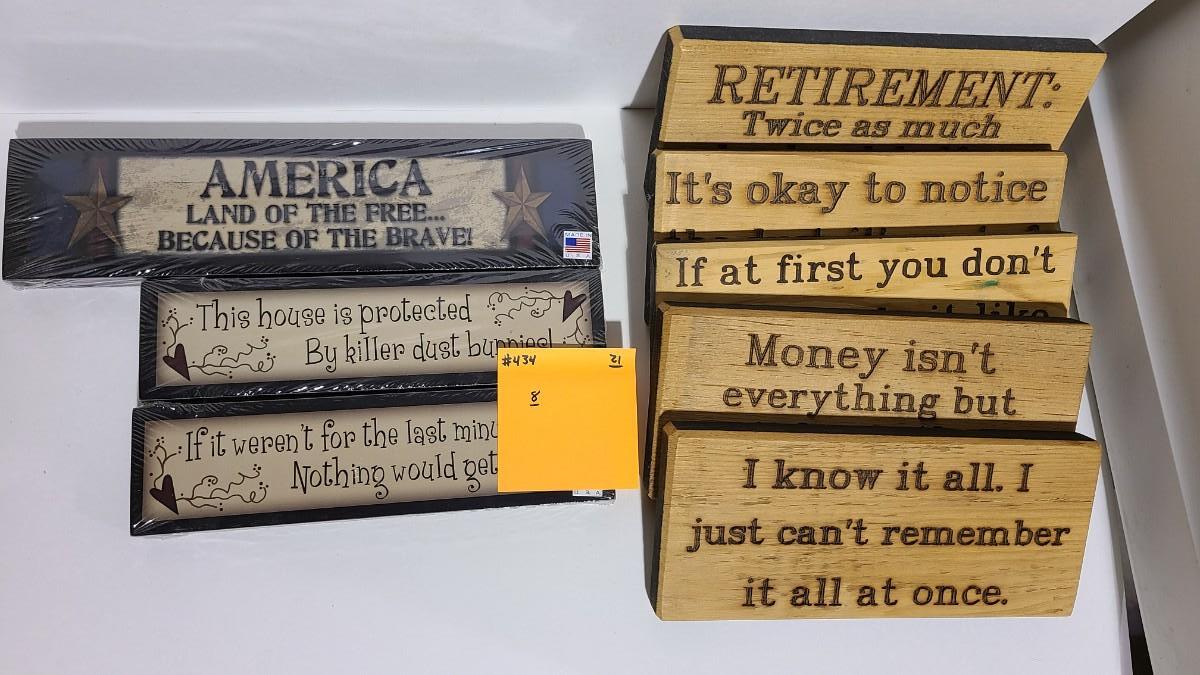 AMERICA
LAND OF THE FREE...
BECAUSE OF THE BRAVE!
MADE IN
U.S.A
This house is protected
By killer dust bunnies!
If it weren't for the last
Nothing would get
U.S.A
#434 21
8
RETIREMENT:
Twice as much
It's okay to notice
If at first you don't
it like
Money isn't
everything but
I know it all. I
just can't remember
it all at once.